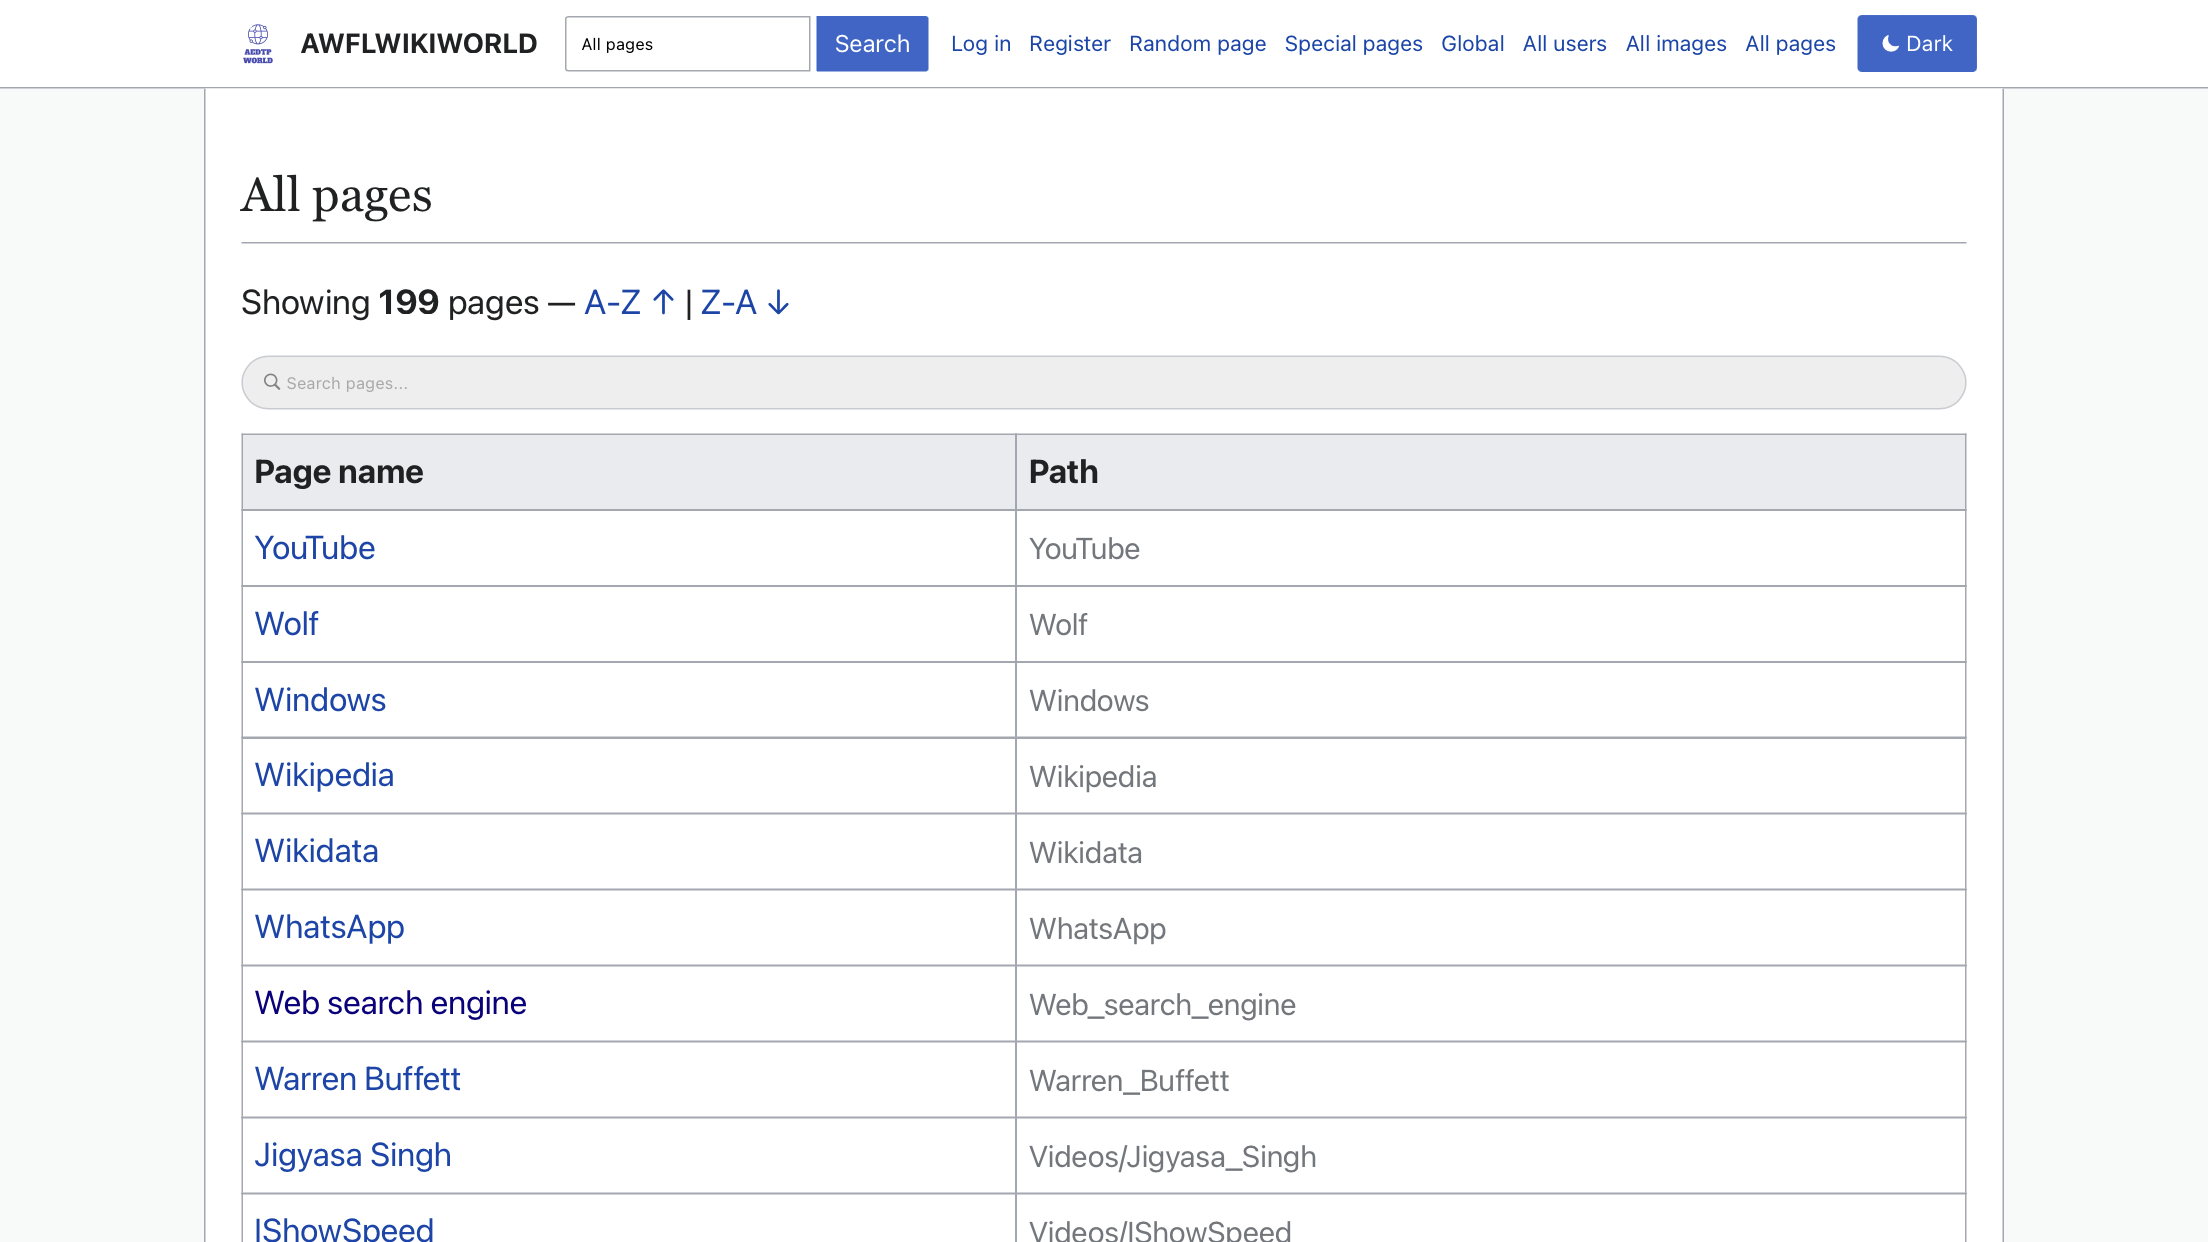 AEDTP
WORLD
AWFLWIKIWORLD
All pages
Search
Log in
Register
Random page
Special pages
Global
All users
All images
All pages
Dark
All pages
Showing 199 pages — A-Z ↑ | Z-A ↓
Search pages...
Page name
Path
YouTube
YouTube
Wolf
Wolf
Windows
Windows
Wikipedia
Wikipedia
Wikidata
Wikidata
WhatsApp
WhatsApp
Web search engine
Web_search_engine
Warren Buffett
Warren_Buffett
Jigyasa Singh
Videos/Jigyasa_Singh
IShowSpeed
Videos/IShowSpeed